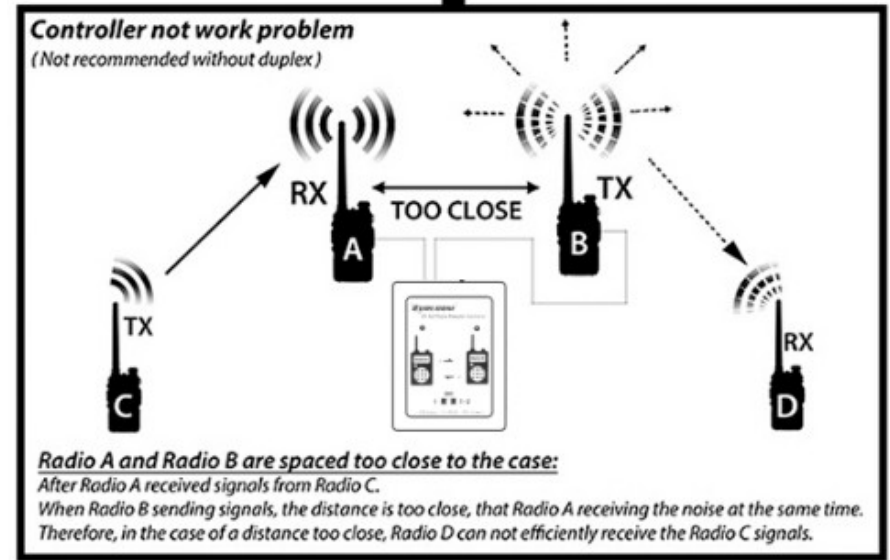 Controller not work problem
(Not recommended without duplex)
RX
TX
TOO CLOSE
A
B
TX
RX
C
D
Radio A and Radio B are spaced too close to the case:
After Radio A received signals from Radio C.
When Radio B sending signals, the distance is too close, that Radio A receiving the noise at the same time.
Therefore, in the case of a distance too close, Radio D can not efficiently receive the Radio C signals.